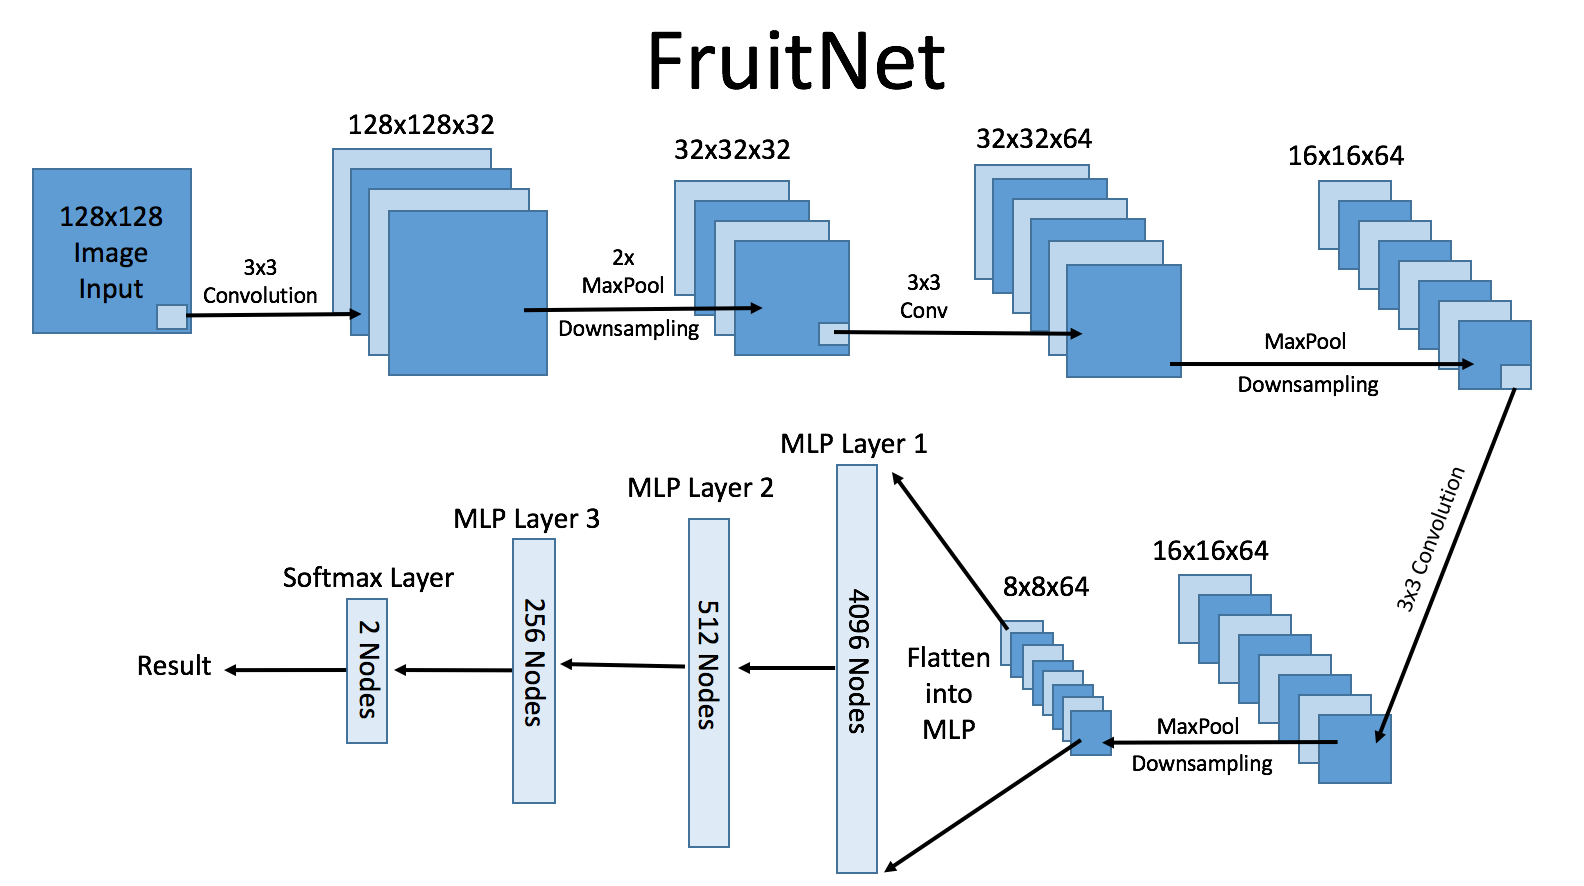 FruitNet
128x128x32
32x32x32
32x32x64
16x16x64
128x128
Image
Input
3x3
Convolution
2x
MaxPool
Downsampling
3x3
Conv
MaxPool
Downsampling
3x3 Convolution
16x16x64
MaxPool
Downsampling
8x8x64
Flatten
into
MLP
MLP Layer 1
4096 Nodes
MLP Layer 2
512 Nodes
MLP Layer 3
256 Nodes
Softmax Layer
2 Nodes
Result